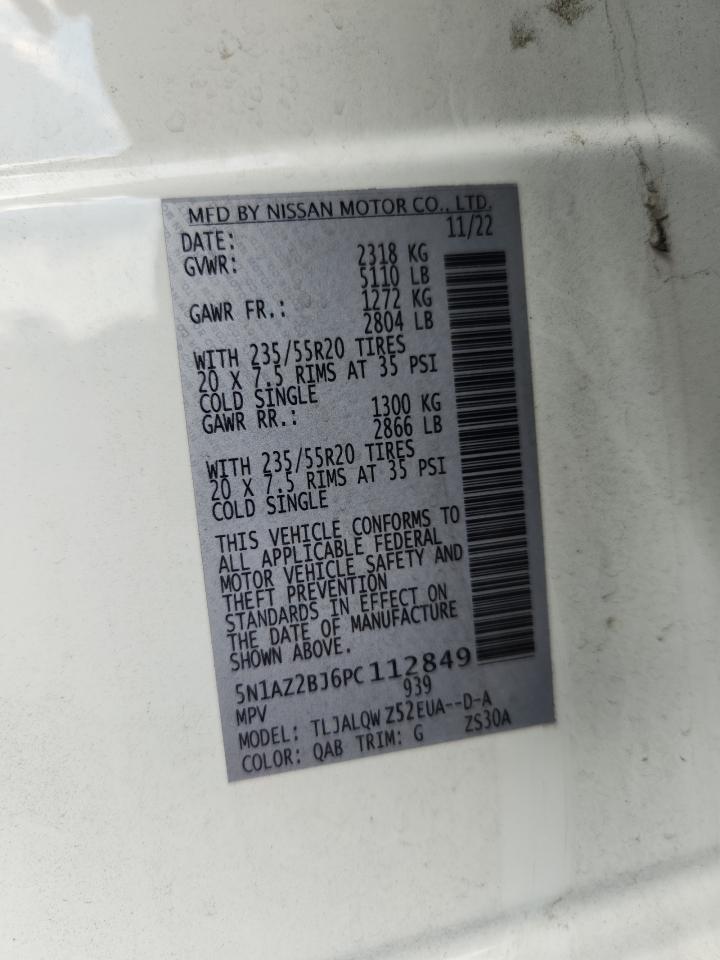 MFD BY NISSAN MOTOR CO., LTD.
DATE: 11/22
GVWR: 2318 KG
5110 LB
GAWR FR.: 1272 KG
2804 LB
WITH 235/55R20 TIRES
20 X 7.5 RIMS AT 35 PSI
COLD SINGLE
GAWR RR.: 1300 KG
2866 LB
WITH 235/55R20 TIRES
20 X 7.5 RIMS AT 35 PSI
COLD SINGLE
THIS VEHICLE CONFORMS TO
ALL APPLICABLE FEDERAL
MOTOR VEHICLE SAFETY AND
THEFT PREVENTION
STANDARDS IN EFFECT ON
THE DATE OF MANUFACTURE
SHOWN ABOVE.
5N1AZ2BJ6PC112849
MPV 939
MODEL: TLJALQW Z52EUA--D-A
COLOR: QAB TRIM: G ZS30A